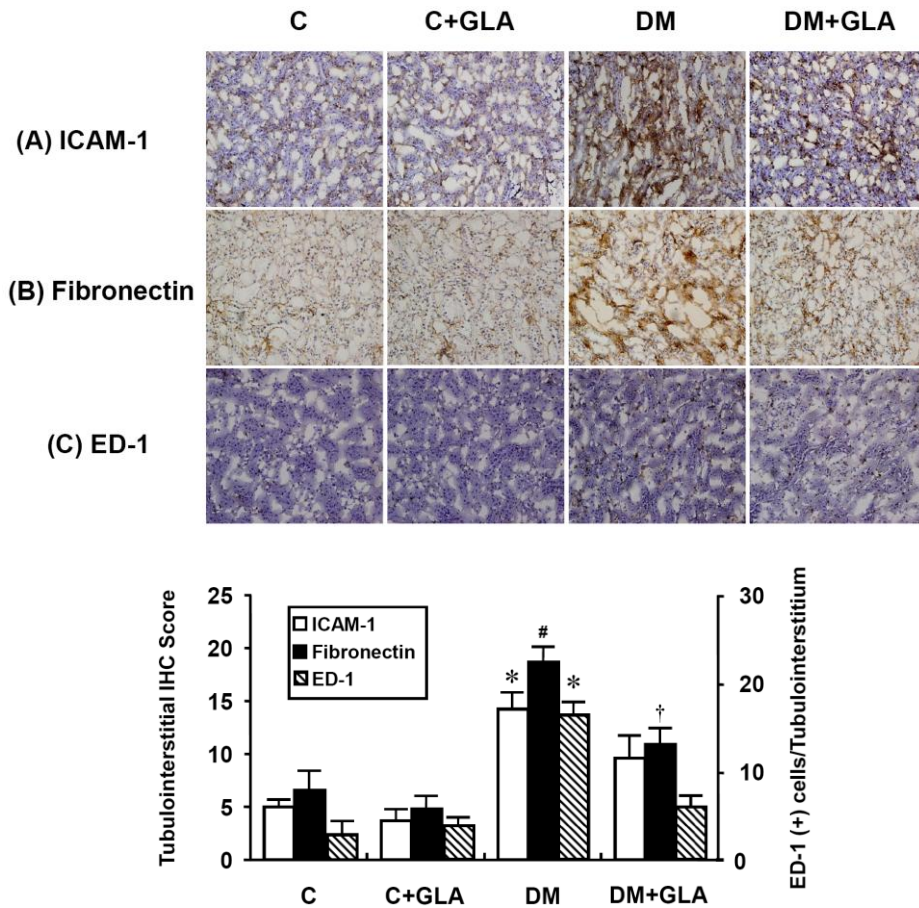 C C+GLA DM DM+GLA
(A) ICAM-1
(B) Fibronectin
(C) ED-1
Tubulointerstitial IHC Score
25
20
15
10
5
0
ICAM-1
Fibronectin
ED-1
* # *
†
30
20
10
0
ED-1 (+) cells/Tubulointerstitium
C C+GLA DM DM+GLA